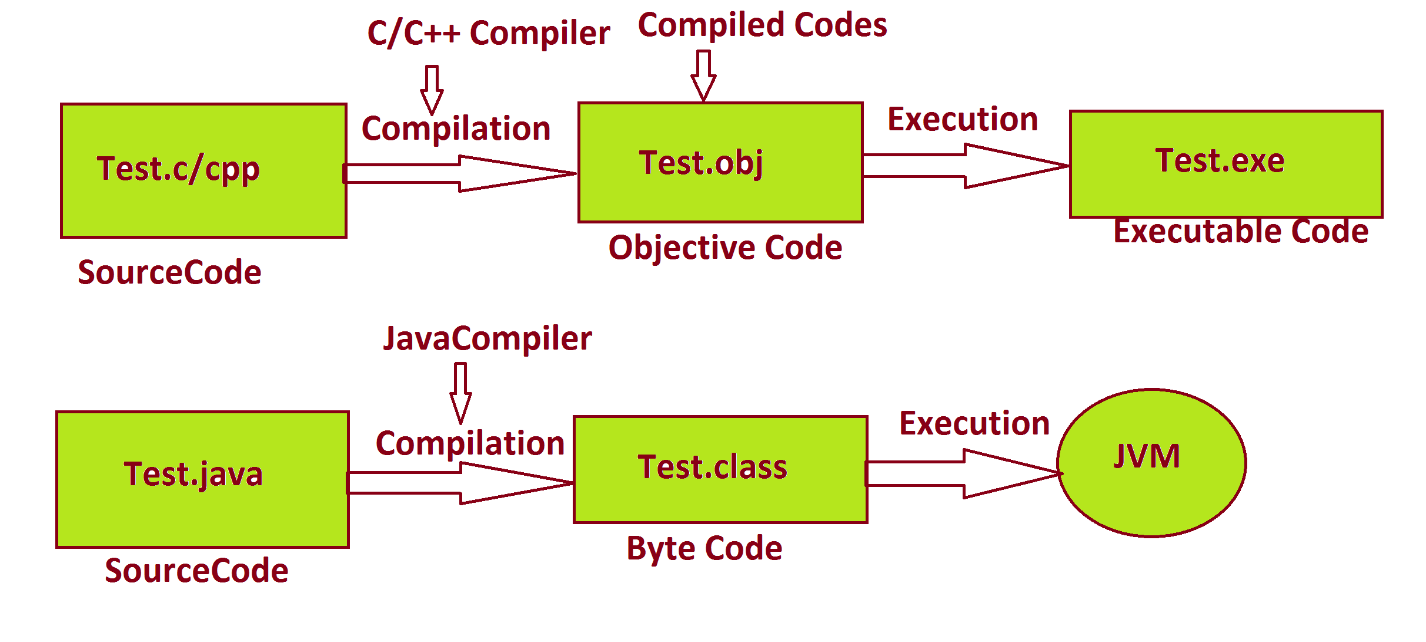 C/C++ Compiler
Compiled Codes
Compilation
Execution
Test.c/cpp
Test.obj
Test.exe
SourceCode
Objective Code
Executable Code
JavaCompiler
Compilation
Execution
Test.java
Test.class
JVM
SourceCode
Byte Code